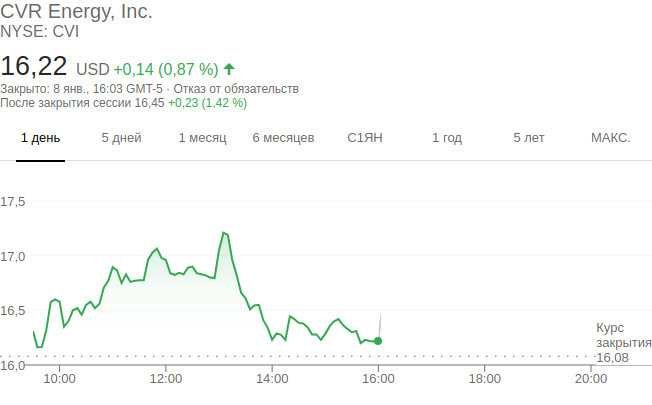 CVR Energy, Inc.
NYSE: CVI
16,22 USD +0,14 (0,87 %)
Закрыто: 8 янв., 16:03 GMT-5 · Отказ от обязательств
После закрытия сессии 16,45 +0,23 (1,42 %)
1 день 5 дней 1 месяц 6 месяцев С1ЯН 1 год 5 лет МАКС.
17,5
17,0
16,5
Курс
закрытия
16,08
16,0
10:00 12:00 14:00 16:00 18:00 20:00